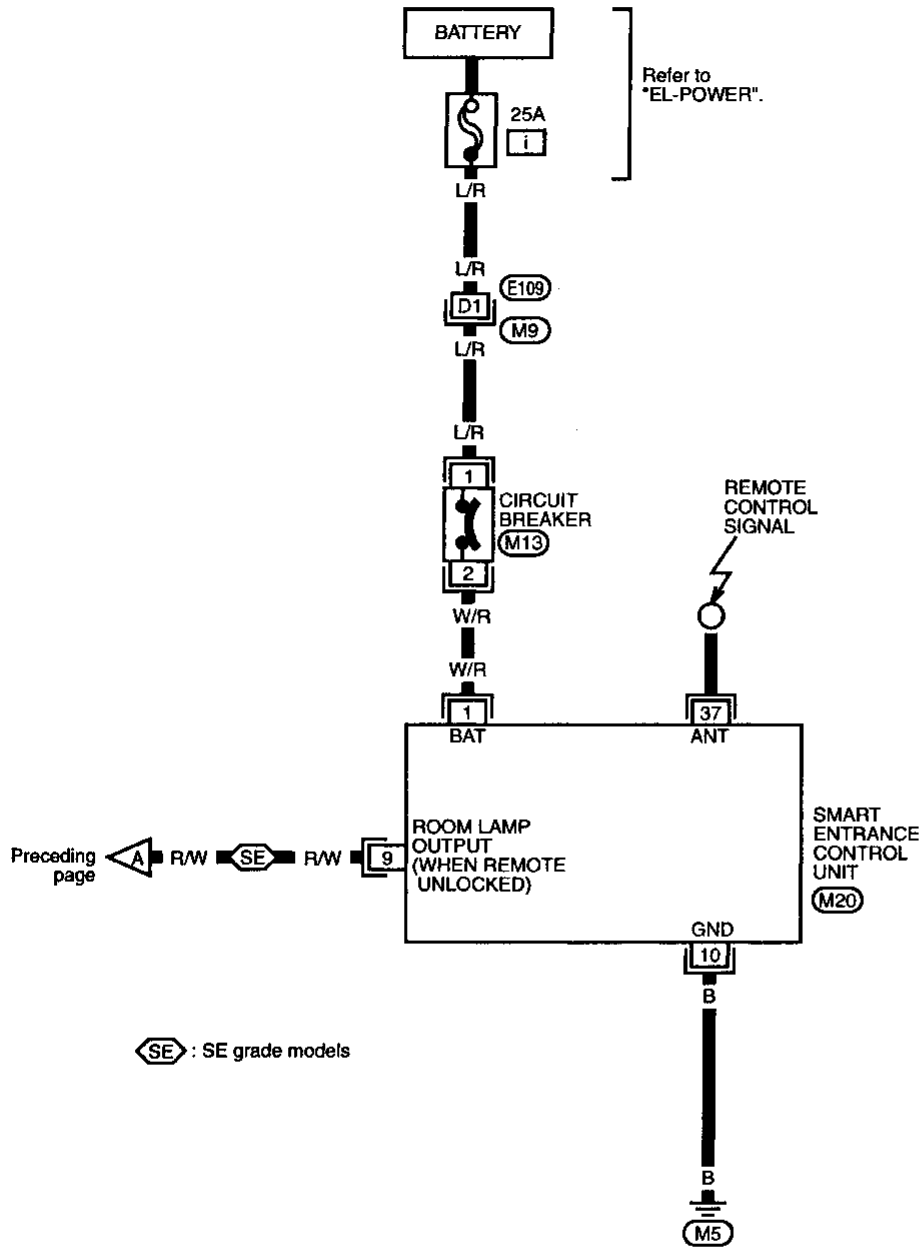 BATTERY
Refer to
"EL-POWER".
25A
i
L/R
L/R
E109
D1
M9
L/R
L/R
1
CIRCUIT
BREAKER
M13
2
W/R
W/R
REMOTE
CONTROL
SIGNAL
1
BAT
37
ANT
Preceding
page
A
R/W
SE
R/W
9
ROOM LAMP
OUTPUT
(WHEN REMOTE
UNLOCKED)
SMART
ENTRANCE
CONTROL
UNIT
M20
GND
10
B
SE : SE grade models
B
M5